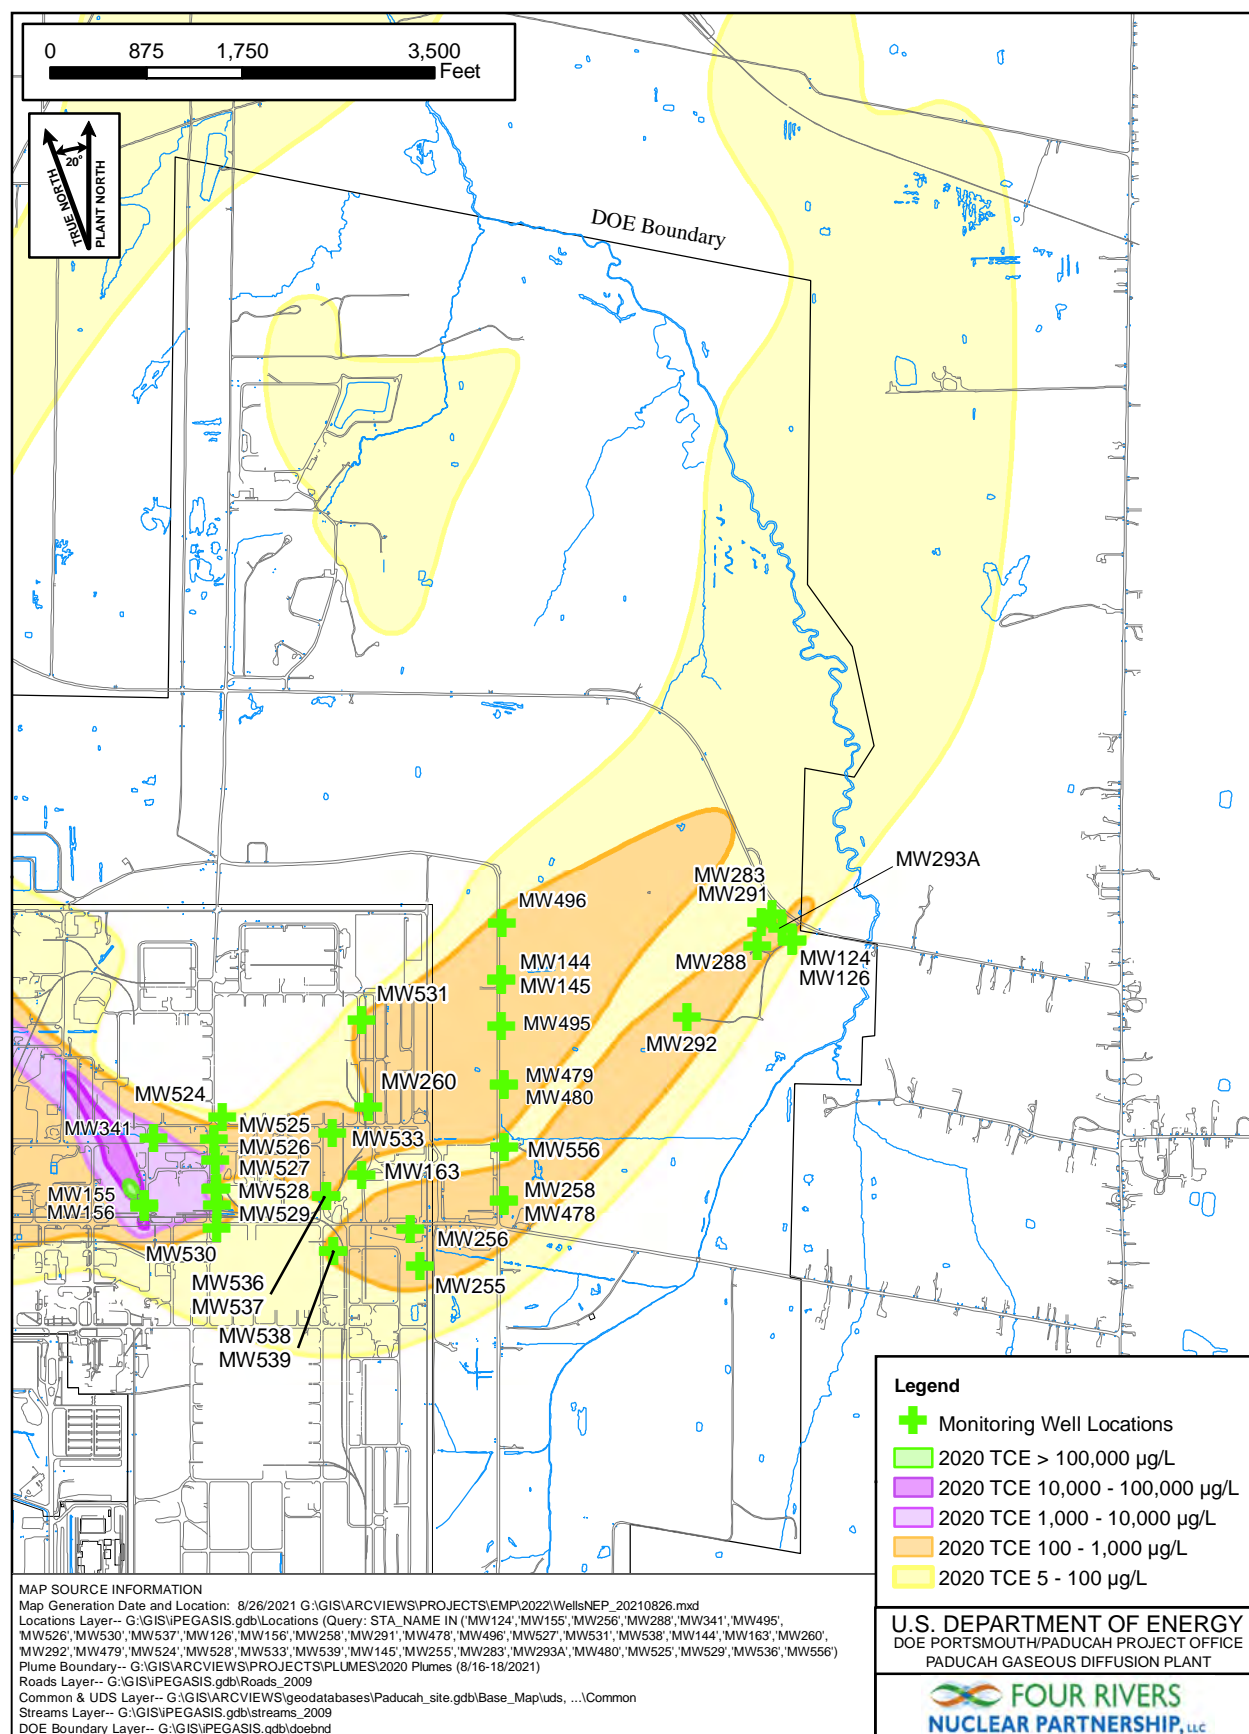 0 875 1,750 3,500
Feet
20°
TRUE NORTH
PLANT NORTH
DOE Boundary
MW293A
MW283
MW291
MW496
MW124
MW126
MW288
MW144
MW145
MW531
MW495
MW292
MW479
MW480
MW260
MW524
MW525
MW341
MW526
MW533
MW556
MW527
MW163
MW528
MW258
MW155
MW156
MW529
MW478
MW256
MW530
MW536
MW537
MW255
MW538
MW539
Legend
Monitoring Well Locations
2020 TCE > 100,000 µg/L
2020 TCE 10,000 - 100,000 µg/L
2020 TCE 1,000 - 10,000 µg/L
2020 TCE 100 - 1,000 µg/L
2020 TCE 5 - 100 µg/L
MAP SOURCE INFORMATION
Map Generation Date and Location: 8/26/2021 G:\GIS\ARCVIEWS\PROJECTS\EMP\2022\WellsNEP_20210826.mxd
Locations Layer-- G:\GIS\iPEGASIS.gdb\Locations (Query: STA_NAME IN ('MW124','MW155','MW256','MW288','MW341','MW495',
'MW526','MW530','MW537','MW126','MW156','MW258','MW291','MW478','MW496','MW527','MW531','MW538','MW144','MW163','MW260',
'MW292','MW479','MW524','MW528','MW533','MW539','MW145','MW255','MW283','MW293A','MW480','MW525','MW529','MW536','MW556')
Plume Boundary-- G:\GIS\ARCVIEWS\PROJECTS\PLUMES\2020 Plumes (8/16-18/2021)
Roads Layer-- G:\GIS\iPEGASIS.gdb\Roads_2009
Common & UDS Layer-- G:\GIS\ARCVIEWS\geodatabases\Paducah_site.gdb\Base_Map\uds, ...\Common
Streams Layer-- G:\GIS\iPEGASIS.gdb\streams_2009
DOE Boundary Layer-- G:\GIS\iPEGASIS.gdb\doebnd
U.S. DEPARTMENT OF ENERGY
DOE PORTSMOUTH/PADUCAH PROJECT OFFICE
PADUCAH GASEOUS DIFFUSION PLANT
FOUR RIVERS
NUCLEAR PARTNERSHIP, LLC